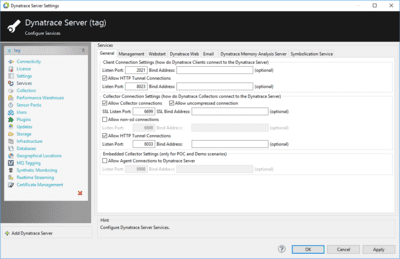 Dynatrace Server Settings
Dynatrace Server (tag)
Configure Services
tag
Connectivity
License
Settings
Services
Collectors
Performance Warehouse
Server Perfos
Users
Plugins
Updates
Storage
Infrastructure
Databases
Geographical Locations
MQ Tagging
Synthetic Monitoring
Realtime Streaming
Certificate Management
Add Dynatrace Server
Services
General Management Webstart Dynatrace Web Email Dynatrace Memory Analysis Server Symbolication Service
Client Connection Settings (how do Dynatrace Clients connect to the Dynatrace Server)
Listen Port: 2021 Bind Address: (optional)
Allow HTTP Tunnel Connections
Listen Port: 8023 Bind Address: (optional)
Collector Connection Settings (how do Dynatrace Collectors connect to the Dynatrace Server)
Allow Collector connections Allow uncompressed connection
SSL Listen Port: 6699 SSL Bind Address: (optional)
Allow non-ssl connections
Listen Port: 6698 Bind Address: (optional)
Allow HTTP Tunnel Connections
Listen Port: 8033 Bind Address: (optional)
Embedded Collector Settings (only for POC and Demo scenarios)
Allow Agent Connections to Dynatrace Server
Listen Port: 9998 Bind Address: (optional)
Hint
Configure Dynatrace Server Services.
OK Cancel Apply